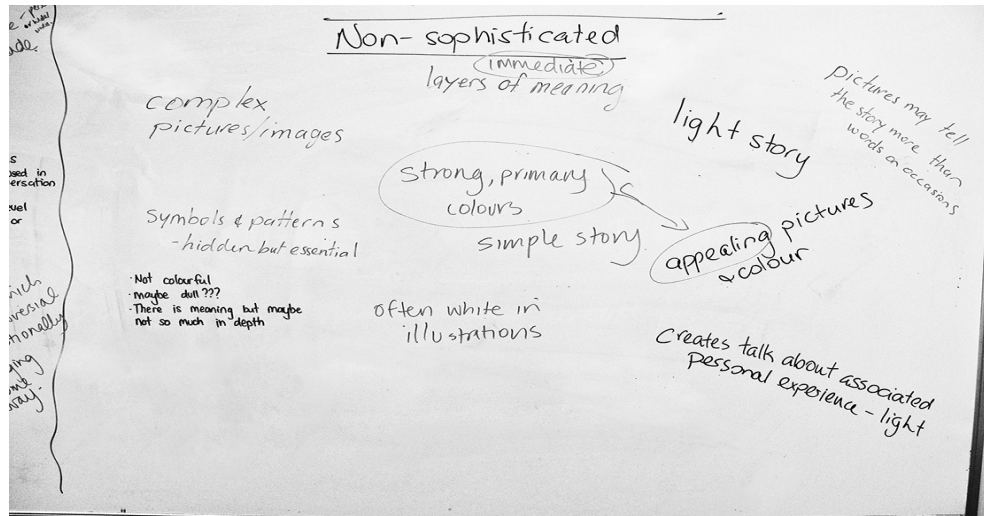 Non-sophisticated
immediate
layers of meaning
complex
pictures/images
light story
pictures may tell
the story more than
words on occasions
strong, primary
colours
Symbols & patterns
-hidden but essential
simple story
appealing pictures
& colour
·Not colourful
·maybe dull???
·There is meaning but maybe
not so much in depth
often white in
illustrations
Creates talk about associated
personal experience - light